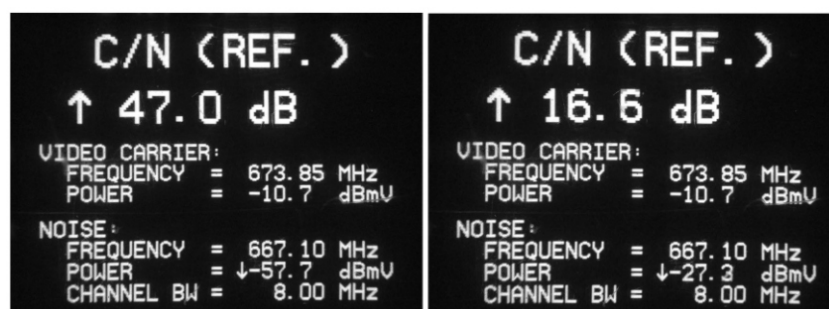 C/N (REF.)
↑ 47.0 dB
VIDEO CARRIER:
FREQUENCY = 673.85 MHz
POWER = -10.7 dBmV
NOISE:
FREQUENCY = 667.10 MHz
POWER = ↓-57.7 dBmV
CHANNEL BW = 8.00 MHz
C/N (REF.)
↑ 16.6 dB
VIDEO CARRIER:
FREQUENCY = 673.85 MHz
POWER = -10.7 dBmV
NOISE:
FREQUENCY = 667.10 MHz
POWER = ↓-27.3 dBmV
CHANNEL BW = 8.00 MHz